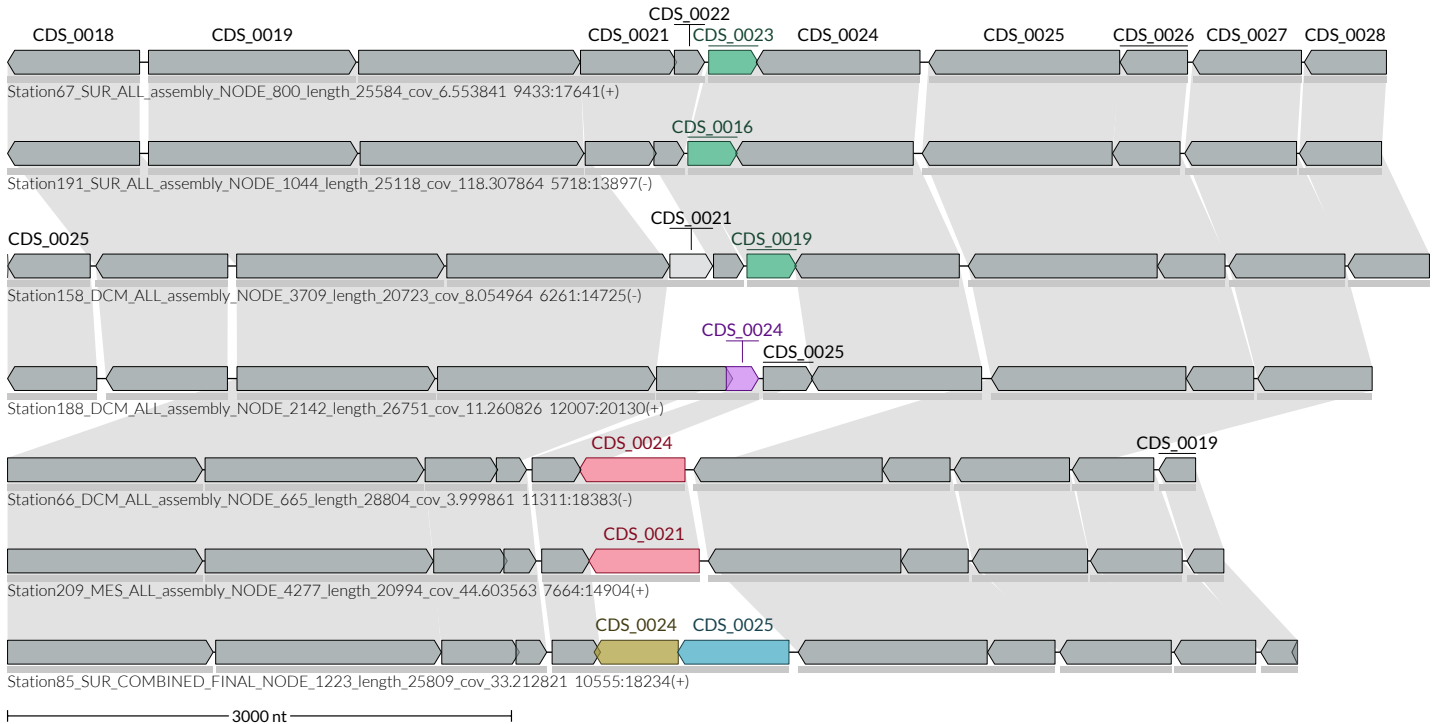 CDS_0022
CDS_0018 CDS_0019 CDS_0021 CDS_0023 CDS_0024 CDS_0025 CDS_0026 CDS_0027 CDS_0028
Station67_SUR_ALL_assembly_NODE_800_length_25584_cov_6.553841 9433:17641(+)
CDS_0016
Station191_SUR_ALL_assembly_NODE_1044_length_25118_cov_118.307864 5718:13897(-)
CDS_0021
CDS_0025 CDS_0019
Station158_DCM_ALL_assembly_NODE_3709_length_20723_cov_8.054964 6261:14725(-)
CDS_0024
CDS_0025
Station188_DCM_ALL_assembly_NODE_2142_length_26751_cov_11.260826 12007:20130(+)
CDS_0024 CDS_0019
Station66_DCM_ALL_assembly_NODE_665_length_28804_cov_3.999861 11311:18383(-)
CDS_0021
Station209_MES_ALL_assembly_NODE_4277_length_20994_cov_44.603563 7664:14904(+)
CDS_0024 CDS_0025
Station85_SUR_COMBINED_FINAL_NODE_1223_length_25809_cov_33.212821 10555:18234(+)
3000 nt